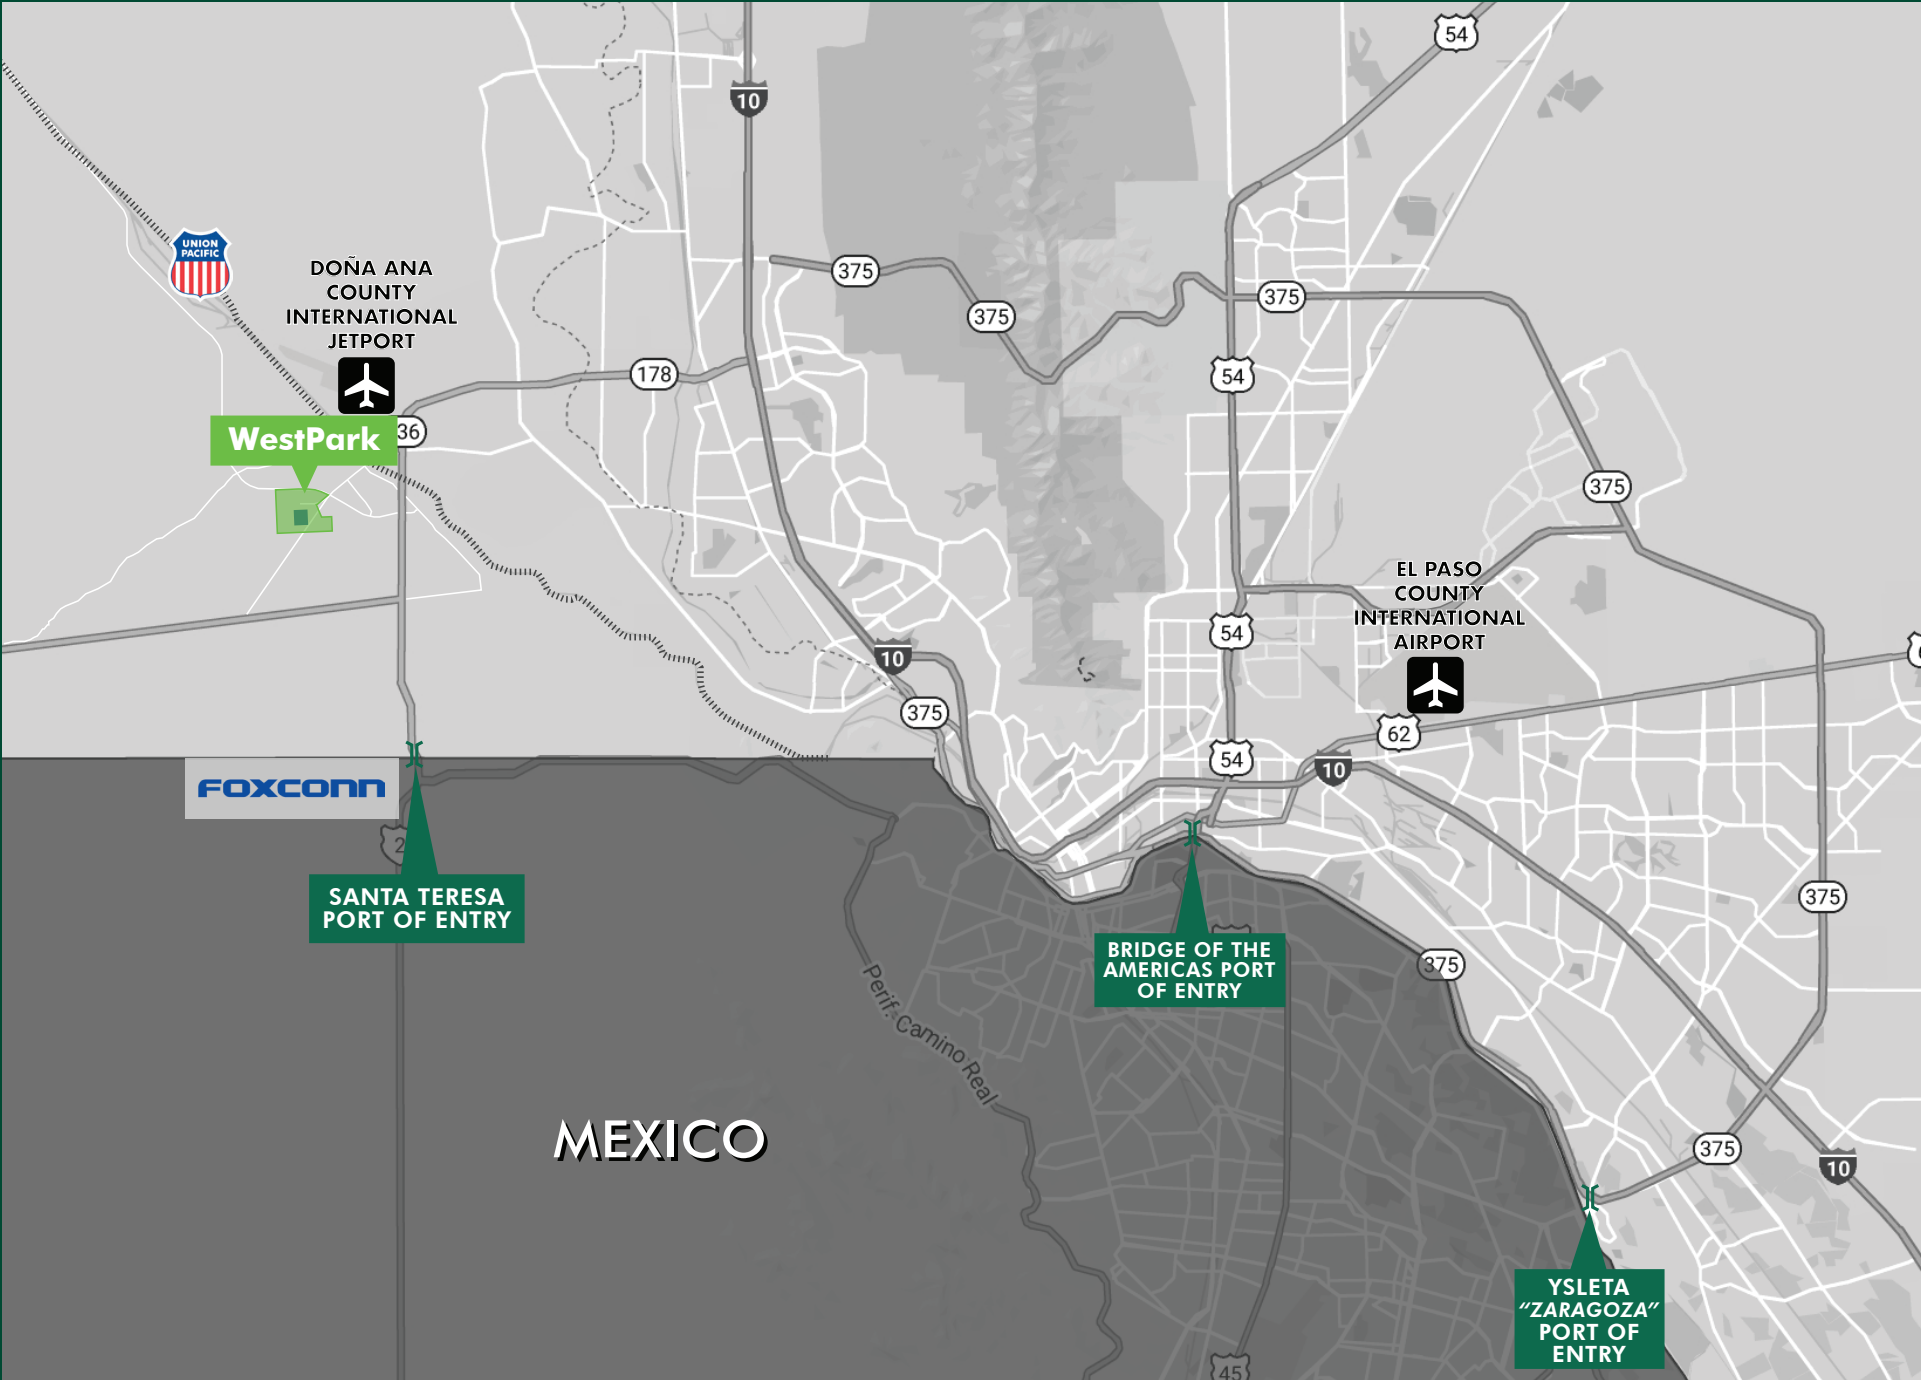 54
10
UNION
PACIFIC
DOÑA ANA
COUNTY
INTERNATIONAL
JETPORT
375
375
375
178
54
36
WestPark
375
EL PASO
COUNTY
INTERNATIONAL
AIRPORT
54
10
375
62
54
10
FOXCONN
2
SANTA TERESA
PORT OF ENTRY
375
BRIDGE OF THE
AMERICAS PORT
OF ENTRY
375
Perif. Camino Real
MEXICO
375
10
YSLETA
"ZARAGOZA"
PORT OF
ENTRY
45